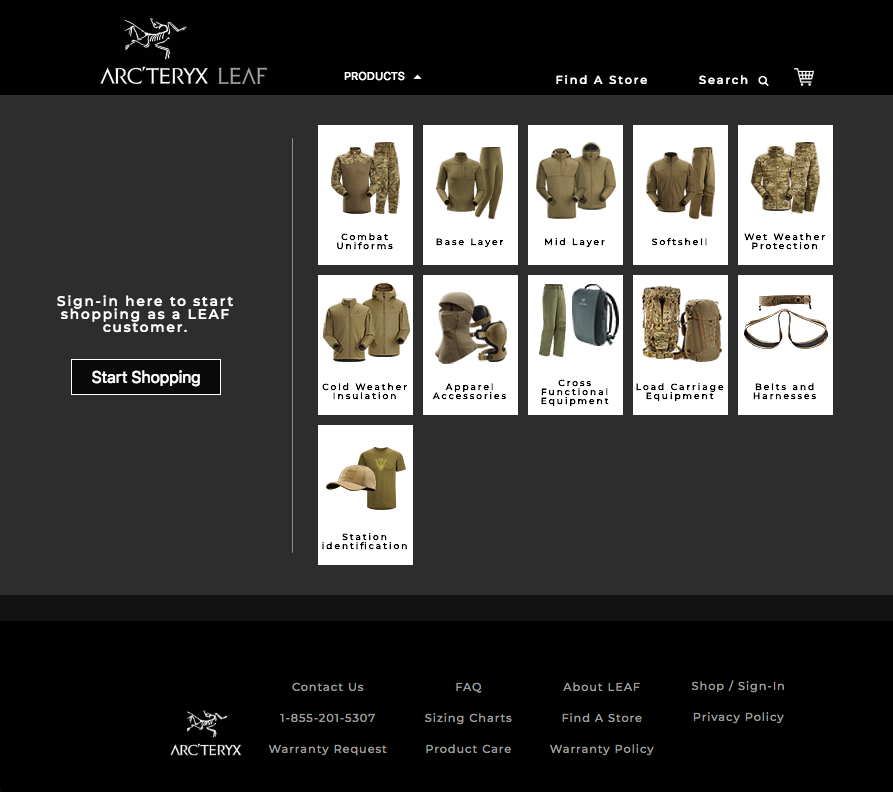 ARC'TERYX LEAF
PRODUCTS
Find A Store
Search
Combat
Uniforms
Base Layer
Mid Layer
Softshell
Wet Weather
Protection
Sign-in here to start
shopping as a LEAF
customer.
Start Shopping
Cold Weather
Insulation
Apparel
Accessories
Cross
Functional
Equipment
Load Carriage
Equipment
Belts and
Harnesses
Station
identification
ARC'TERYX
Contact Us
1-855-201-5307
Warranty Request
FAQ
Sizing Charts
Product Care
About LEAF
Find A Store
Warranty Policy
Shop / Sign-In
Privacy Policy